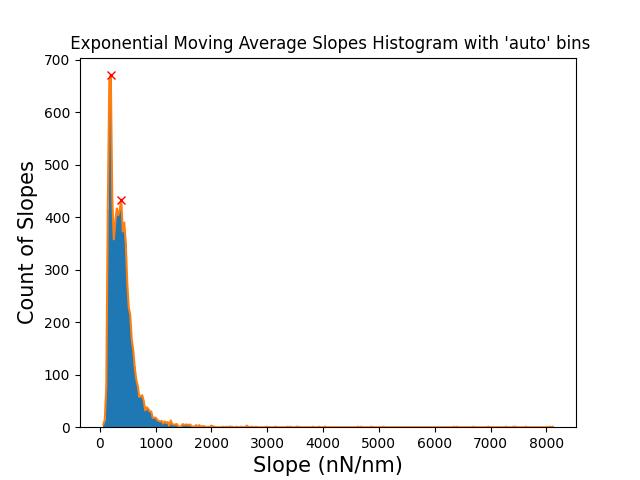 Exponential Moving Average Slopes Histogram with 'auto' bins
700
600
500
400
300
200
100
0
Count of Slopes
0 1000 2000 3000 4000 5000 6000 7000 8000
Slope (nN/nm)